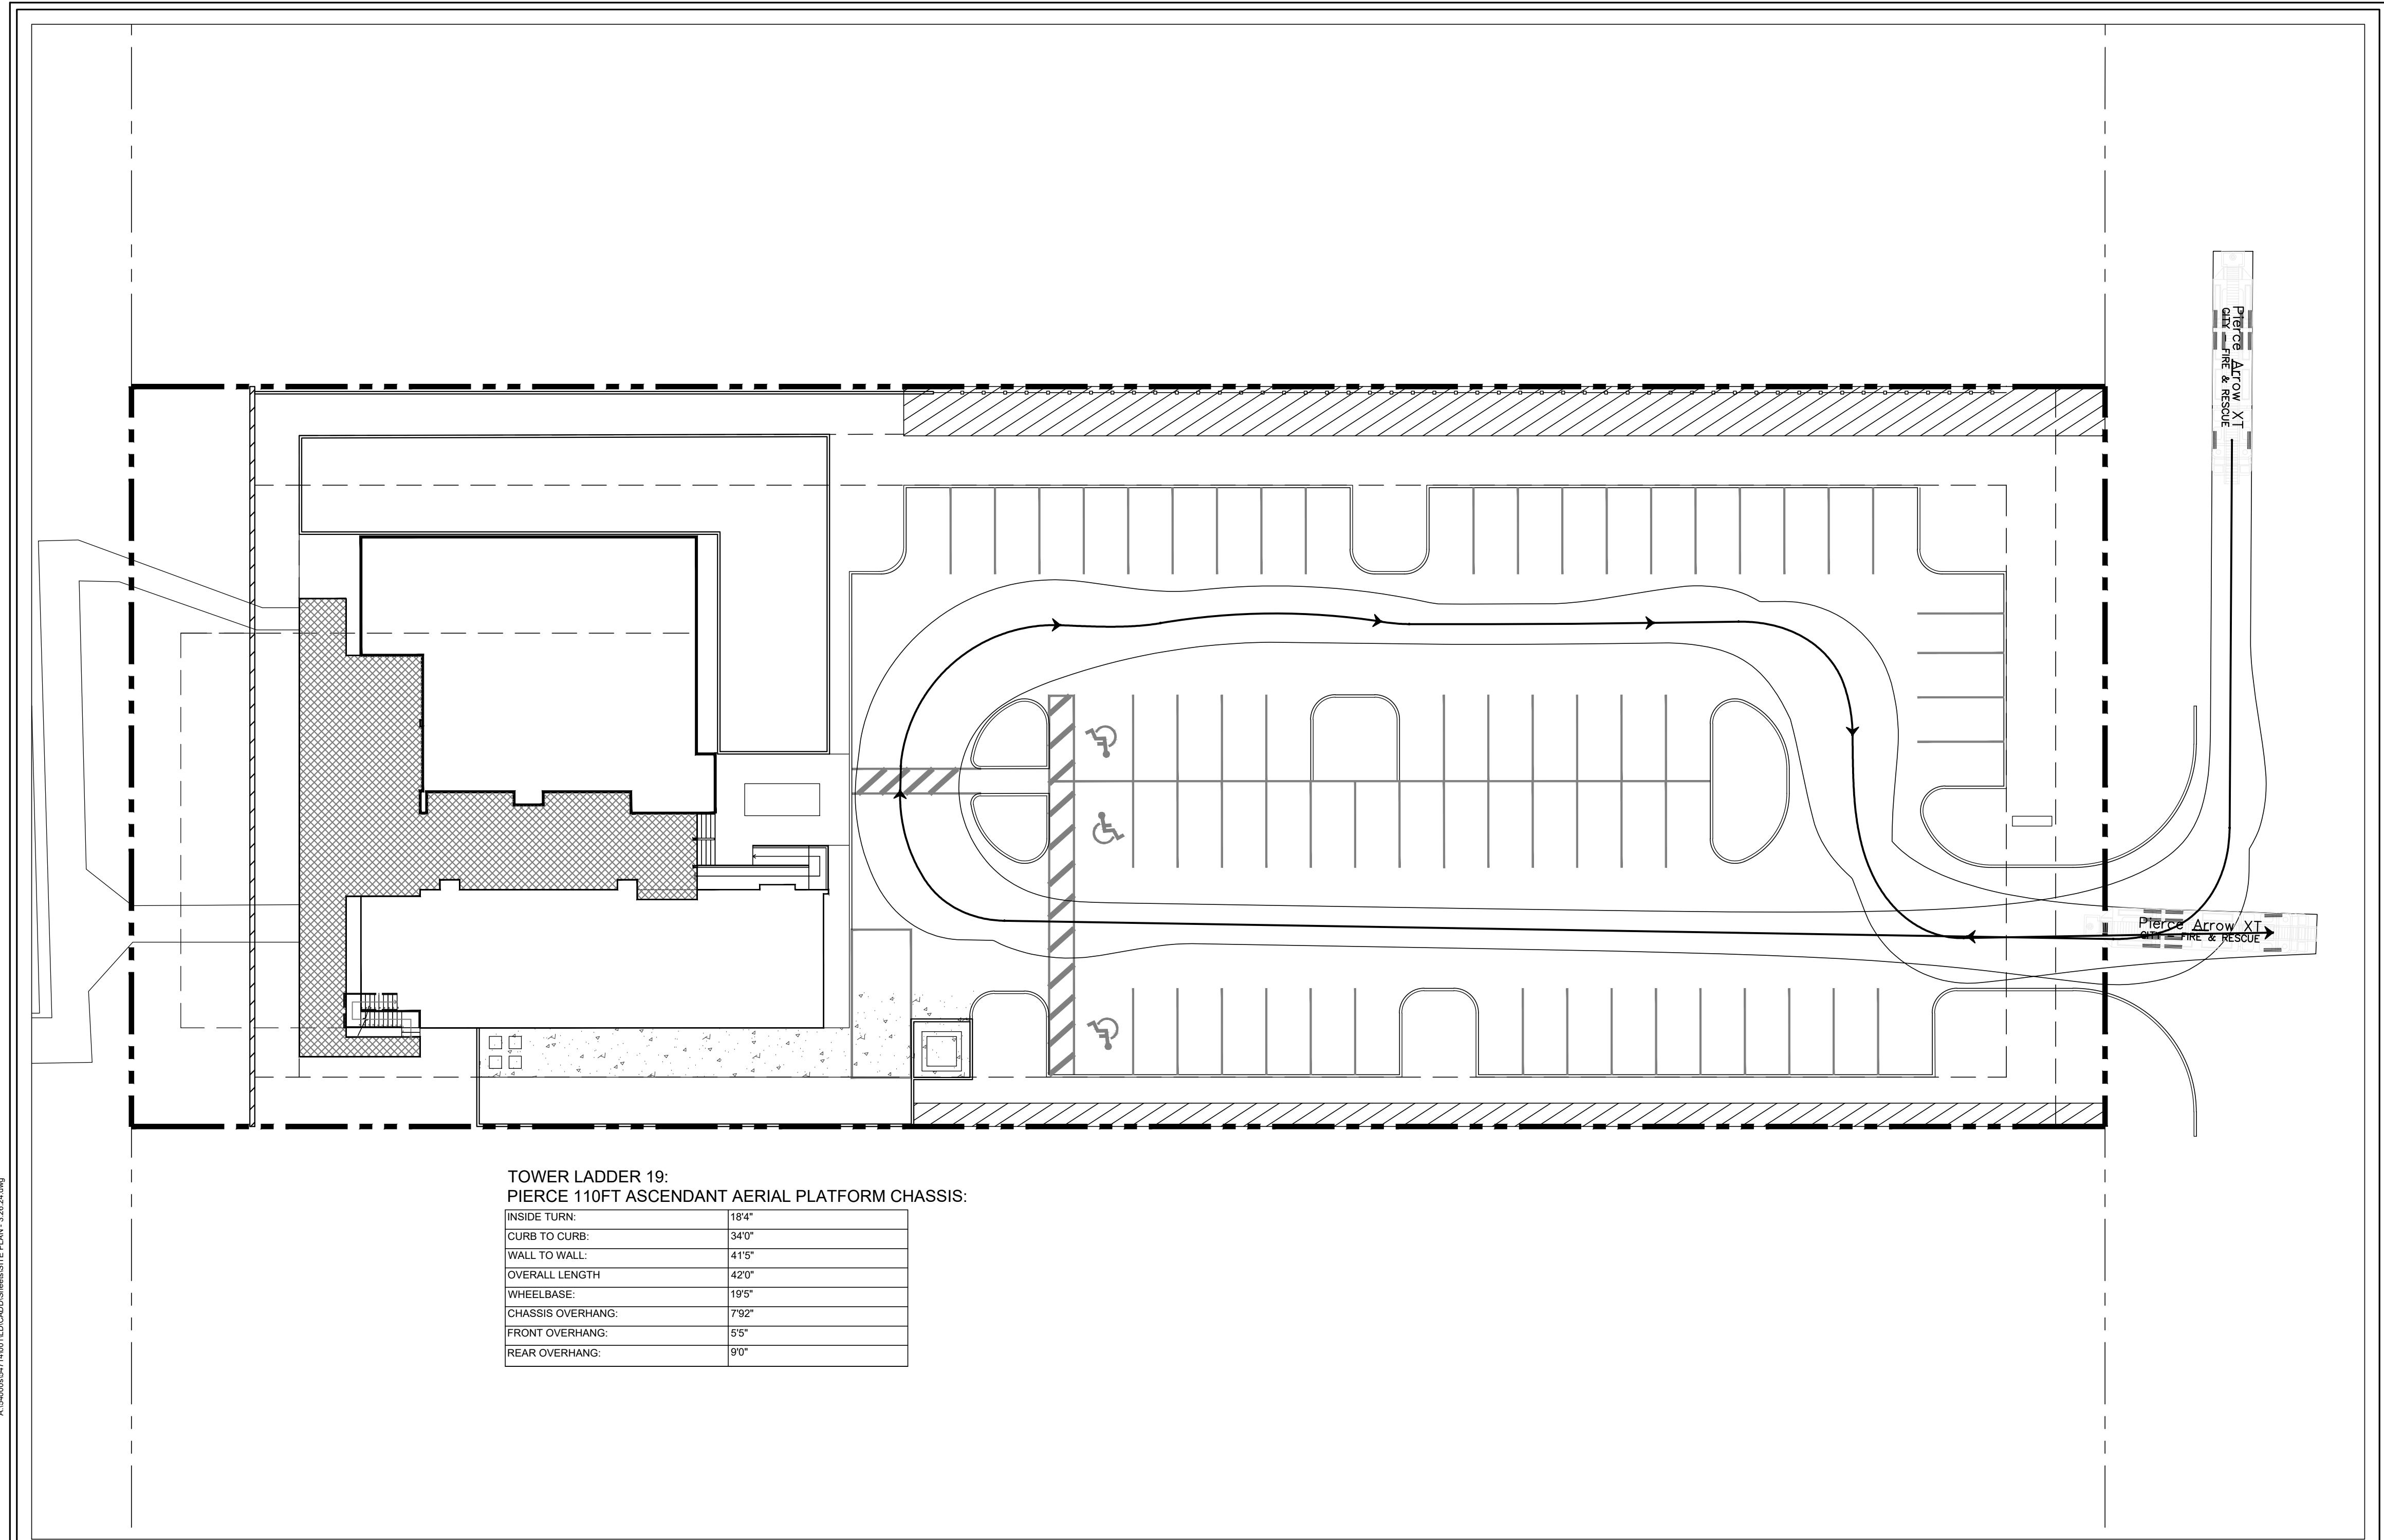 Pierce Arrow XT
CITY - FIRE & RESCUE
Pierce Arrow XT
CITY - FIRE & RESCUE
TOWER LADDER 19:
PIERCE 110FT ASCENDANT AERIAL PLATFORM CHASSIS:
INSIDE TURN: 18'4"
CURB TO CURB: 34'0"
WALL TO WALL: 41'5"
OVERALL LENGTH 42'0"
WHEELBASE: 19'5"
CHASSIS OVERHANG: 7'92"
FRONT OVERHANG: 5'5"
REAR OVERHANG: 9'0"